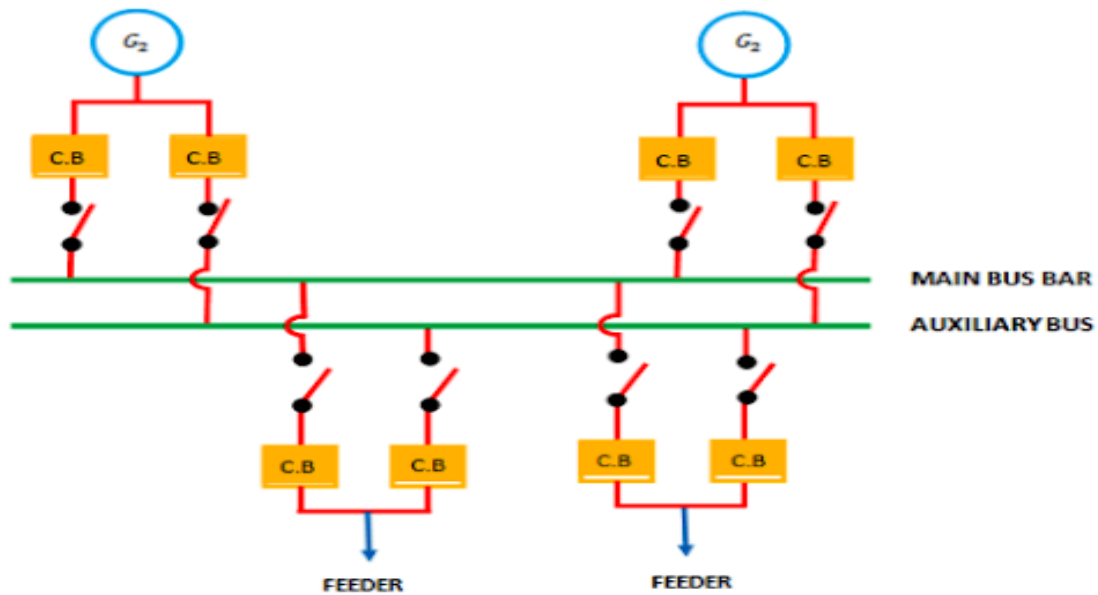 G₂
G₂
C.B
C.B
C.B
C.B
MAIN BUS BAR
AUXILIARY BUS
C.B
C.B
C.B
C.B
FEEDER
FEEDER